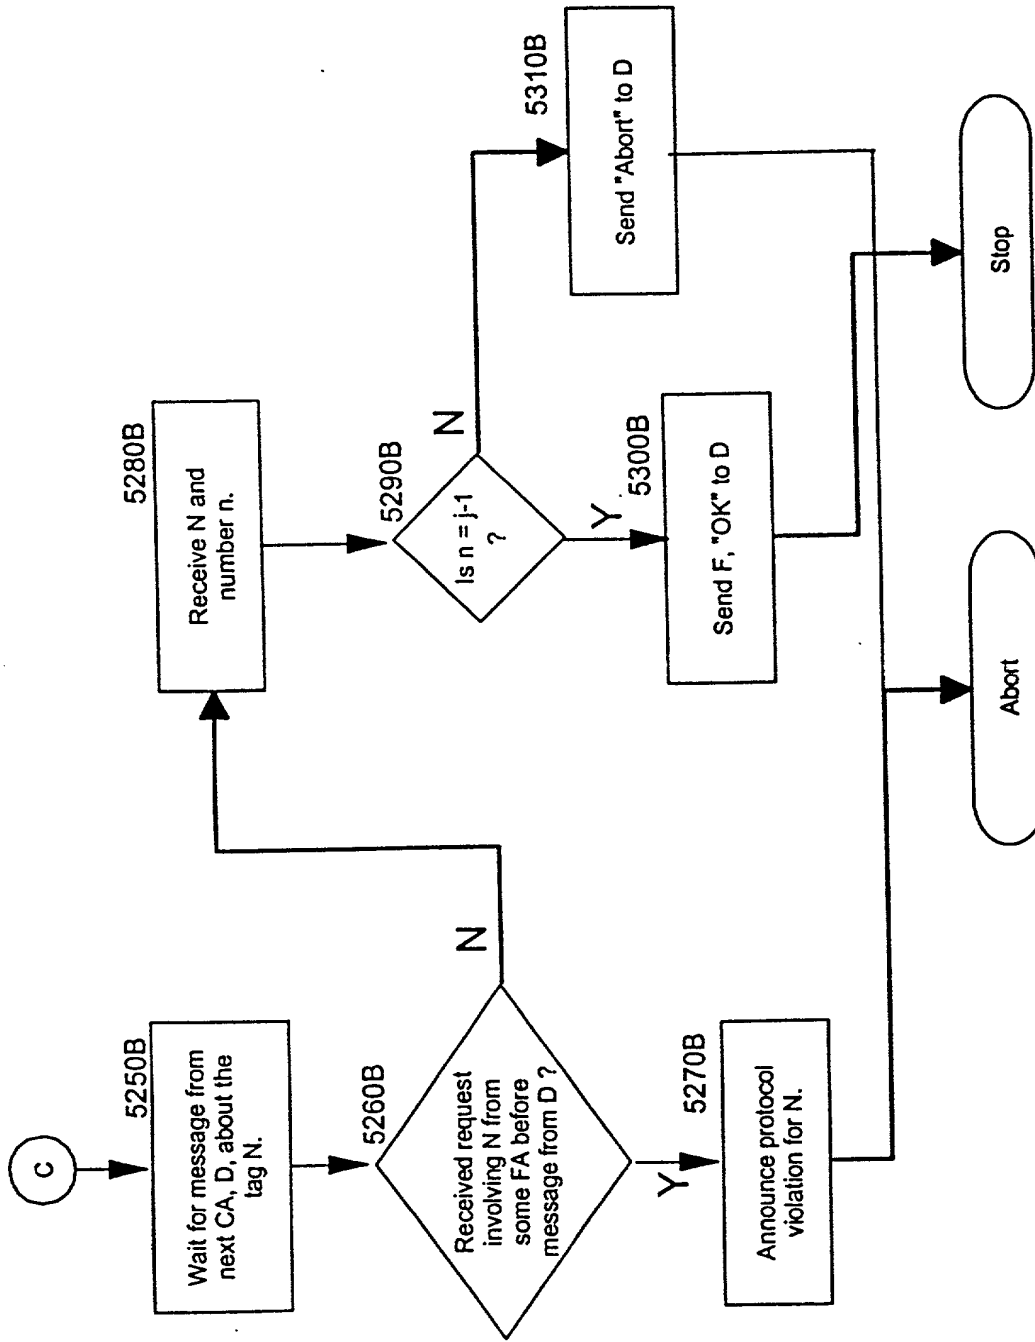 C
5250B
Wait for message from
next CA, D, about the
tag N.
5260B
Received request
involving N from
some FA before
message from D ?
N
Y
5270B
Announce protocol
violation for N.
5280B
Receive N and
number n.
5290B
Is n = j-1
?
N
Y
5300B
Send F, "OK" to D
5310B
Send "Abort" to D
Abort
Stop